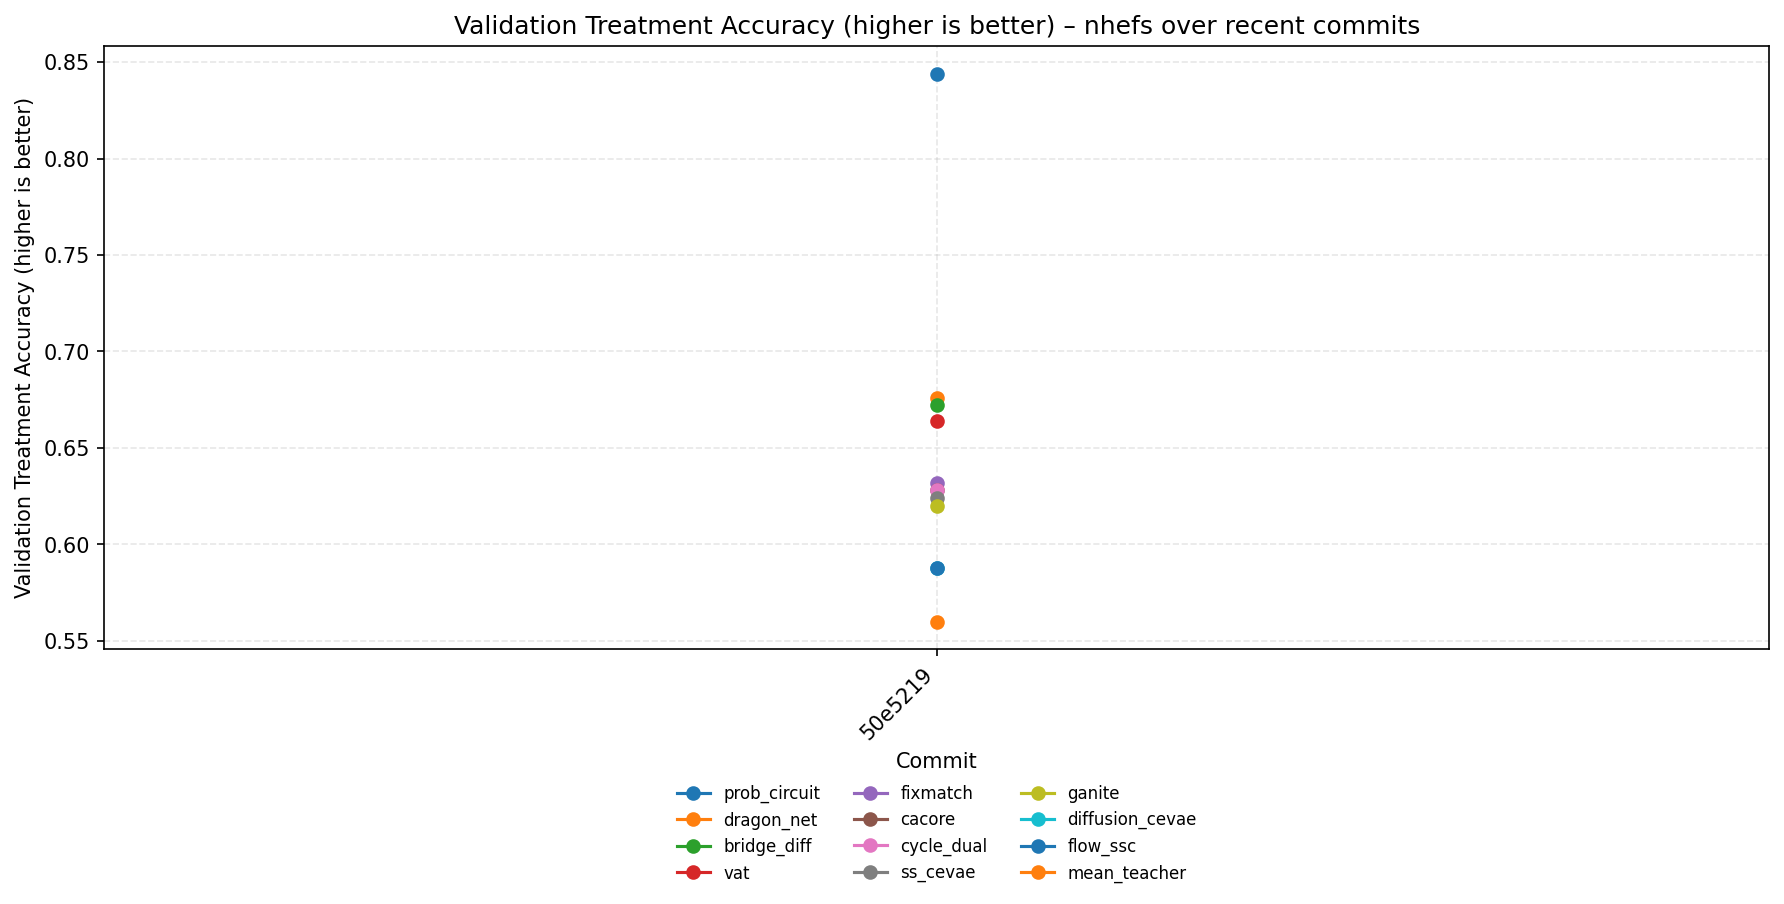 Validation Treatment Accuracy (higher is better) – nhefs over recent commits
Validation Treatment Accuracy (higher is better)
0.85
0.80
0.75
0.70
0.65
0.60
0.55
50e5219
Commit
prob_circuit
dragon_net
bridge_diff
vat
fixmatch
cacore
cycle_dual
ss_cevae
ganite
diffusion_cevae
flow_ssc
mean_teacher